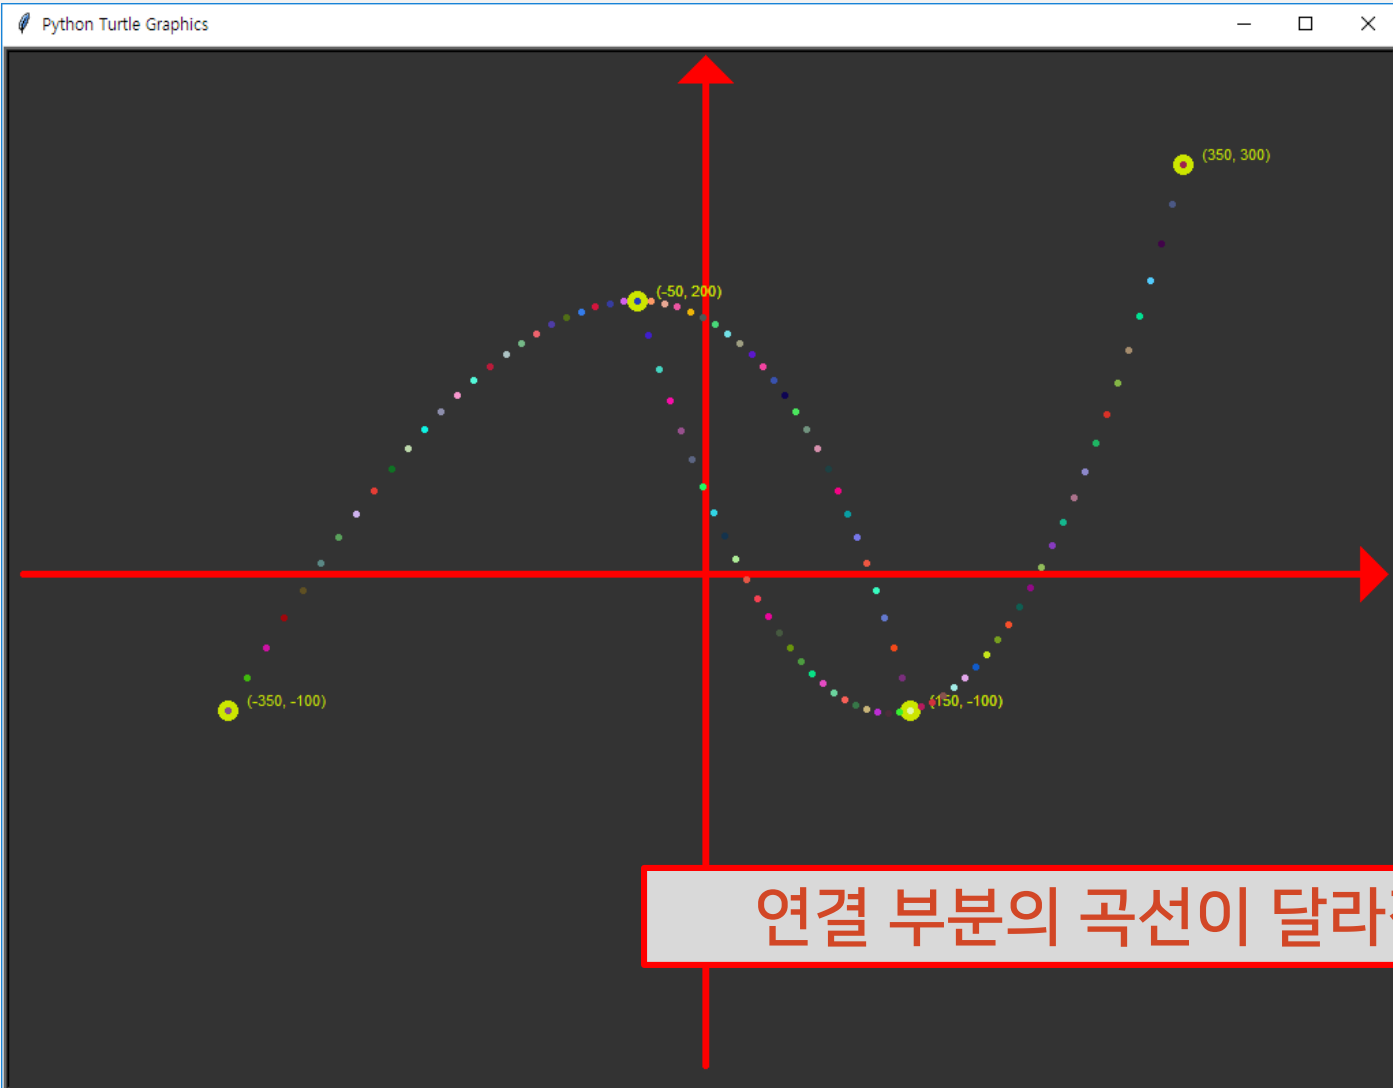 Python Turtle Graphics
(350, 300)
(-50, 200)
(-350, -100)
(150, -100)
연결 부분의 곡선이 달라